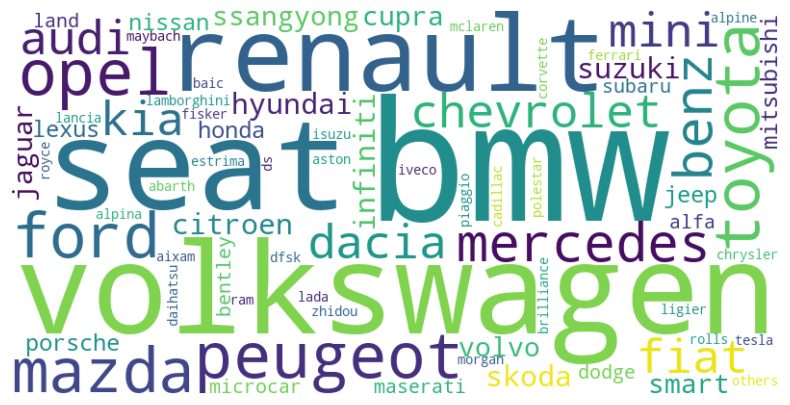 land
nissan
ssangyong
cupra
mclaren
alpine
audi
maybach
renault
mini
mitsubishi
opel
baic
corvette
ferrari
suzuki
subaru
toyota
lamborghini
fisker
hyundai
chevrolet
benz
lancia
kia
lexus
honda
isuzu
infiniti
jaguar
royce
seat
estrima
ds
aston
iveco
bmw
abarth
piaggio
cadillac
polestar
jeep
alpina
ford
citroen
dacia
mercedes
alfa
aixam
bentley
dfsk
chrysler
volkswagen
daihatsu
ram
lada
zhidou
brilliance
ligier
porsche
peugeot
volvo
morgan
fiat
rolls
tesla
mazda
microcar
maserati
skoda
dodge
smart
others